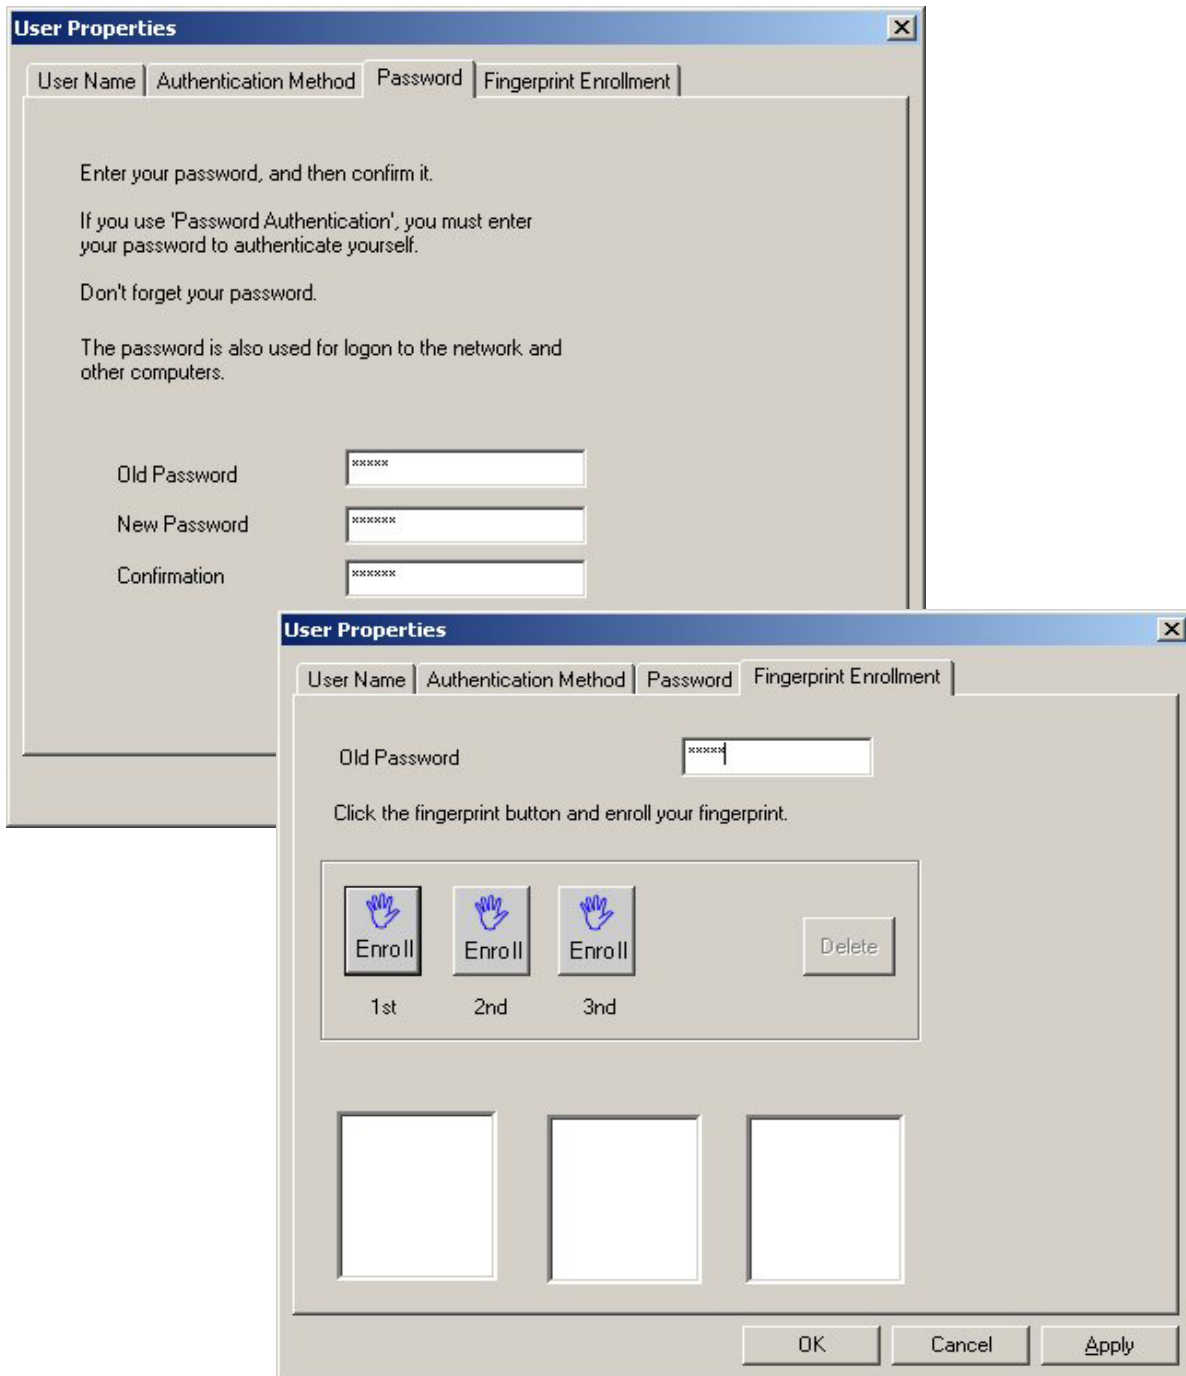 User Properties
User Name Authentication Method Password Fingerprint Enrollment
Enter your password, and then confirm it.
If you use 'Password Authentication', you must enter
your password to authenticate yourself.
Don't forget your password.
The password is also used for logon to the network and
other computers.
Old Password *****
New Password ******
Confirmation ******
User Properties
User Name Authentication Method Password Fingerprint Enrollment
Old Password *****
Click the fingerprint button and enroll your fingerprint.
Enroll Enroll Enroll Delete
1st 2nd 3nd
OK Cancel Apply